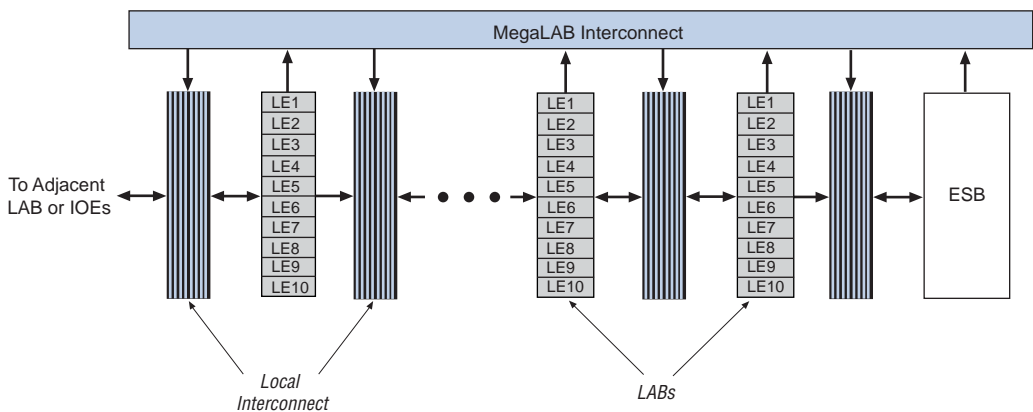 MegaLAB Interconnect
LE1
LE2
LE3
LE4
LE5
LE6
LE7
LE8
LE9
LE10
LE1
LE2
LE3
LE4
LE5
LE6
LE7
LE8
LE9
LE10
LE1
LE2
LE3
LE4
LE5
LE6
LE7
LE8
LE9
LE10
To Adjacent
LAB or IOEs
ESB
Local
Interconnect
LABs